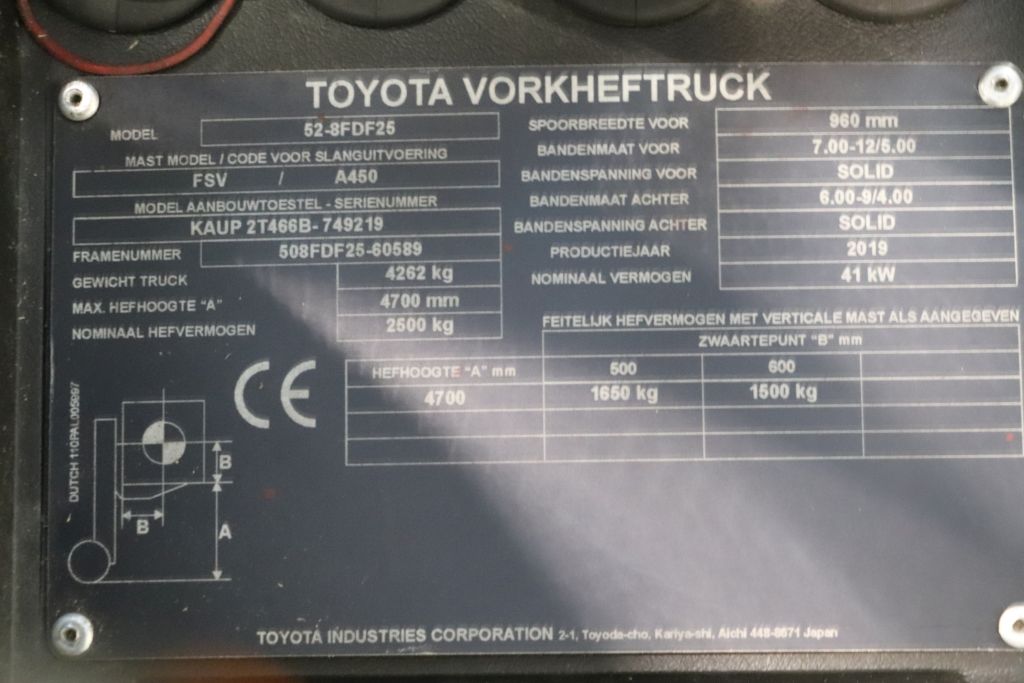 TOYOTA VORKHEFTRUCK
MODEL 52-8FDF25
MAST MODEL / CODE VOOR SLANGUITVOERING
FSV / A450
MODEL AANBOUWTOESTEL - SERIENUMMER
KAUP 2T466B- 749219
FRAMENUMMER 508FDF25-60589
GEWICHT TRUCK 4262 kg
MAX. HEFHOOGTE "A" 4700 mm
NOMINAAL HEFVERMOGEN 2500 kg
SPOORBREEDTE VOOR 960 mm
BANDENMAAT VOOR 7.00-12/5.00
BANDENSPANNING VOOR SOLID
BANDENMAAT ACHTER 6.00-9/4.00
BANDENSPANNING ACHTER SOLID
PRODUCTIEJAAR 2019
NOMINAAL VERMOGEN 41 kW
FEITELIJK HEFVERMOGEN MET VERTICALE MAST ALS AANGEGEVEN
ZWAARTEPUNT "B" mm
HEFHOOGTE "A" mm 500 600
4700 1650 kg 1500 kg
CE
B
B
A
TOYOTA INDUSTRIES CORPORATION 2-1, Toyoda-cho, Kariya-shi, Aichi 448-8671 Japan